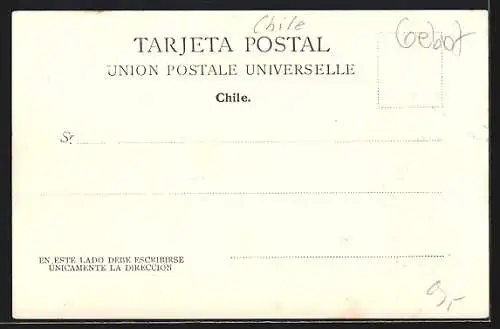 Chile
Gebot
TARJETA POSTAL
UNION POSTALE UNIVERSELLE
Chile.
Sr.
EN ESTE LADO DEBE ESCRIBIRSE
UNICAMENTE LA DIRECCION